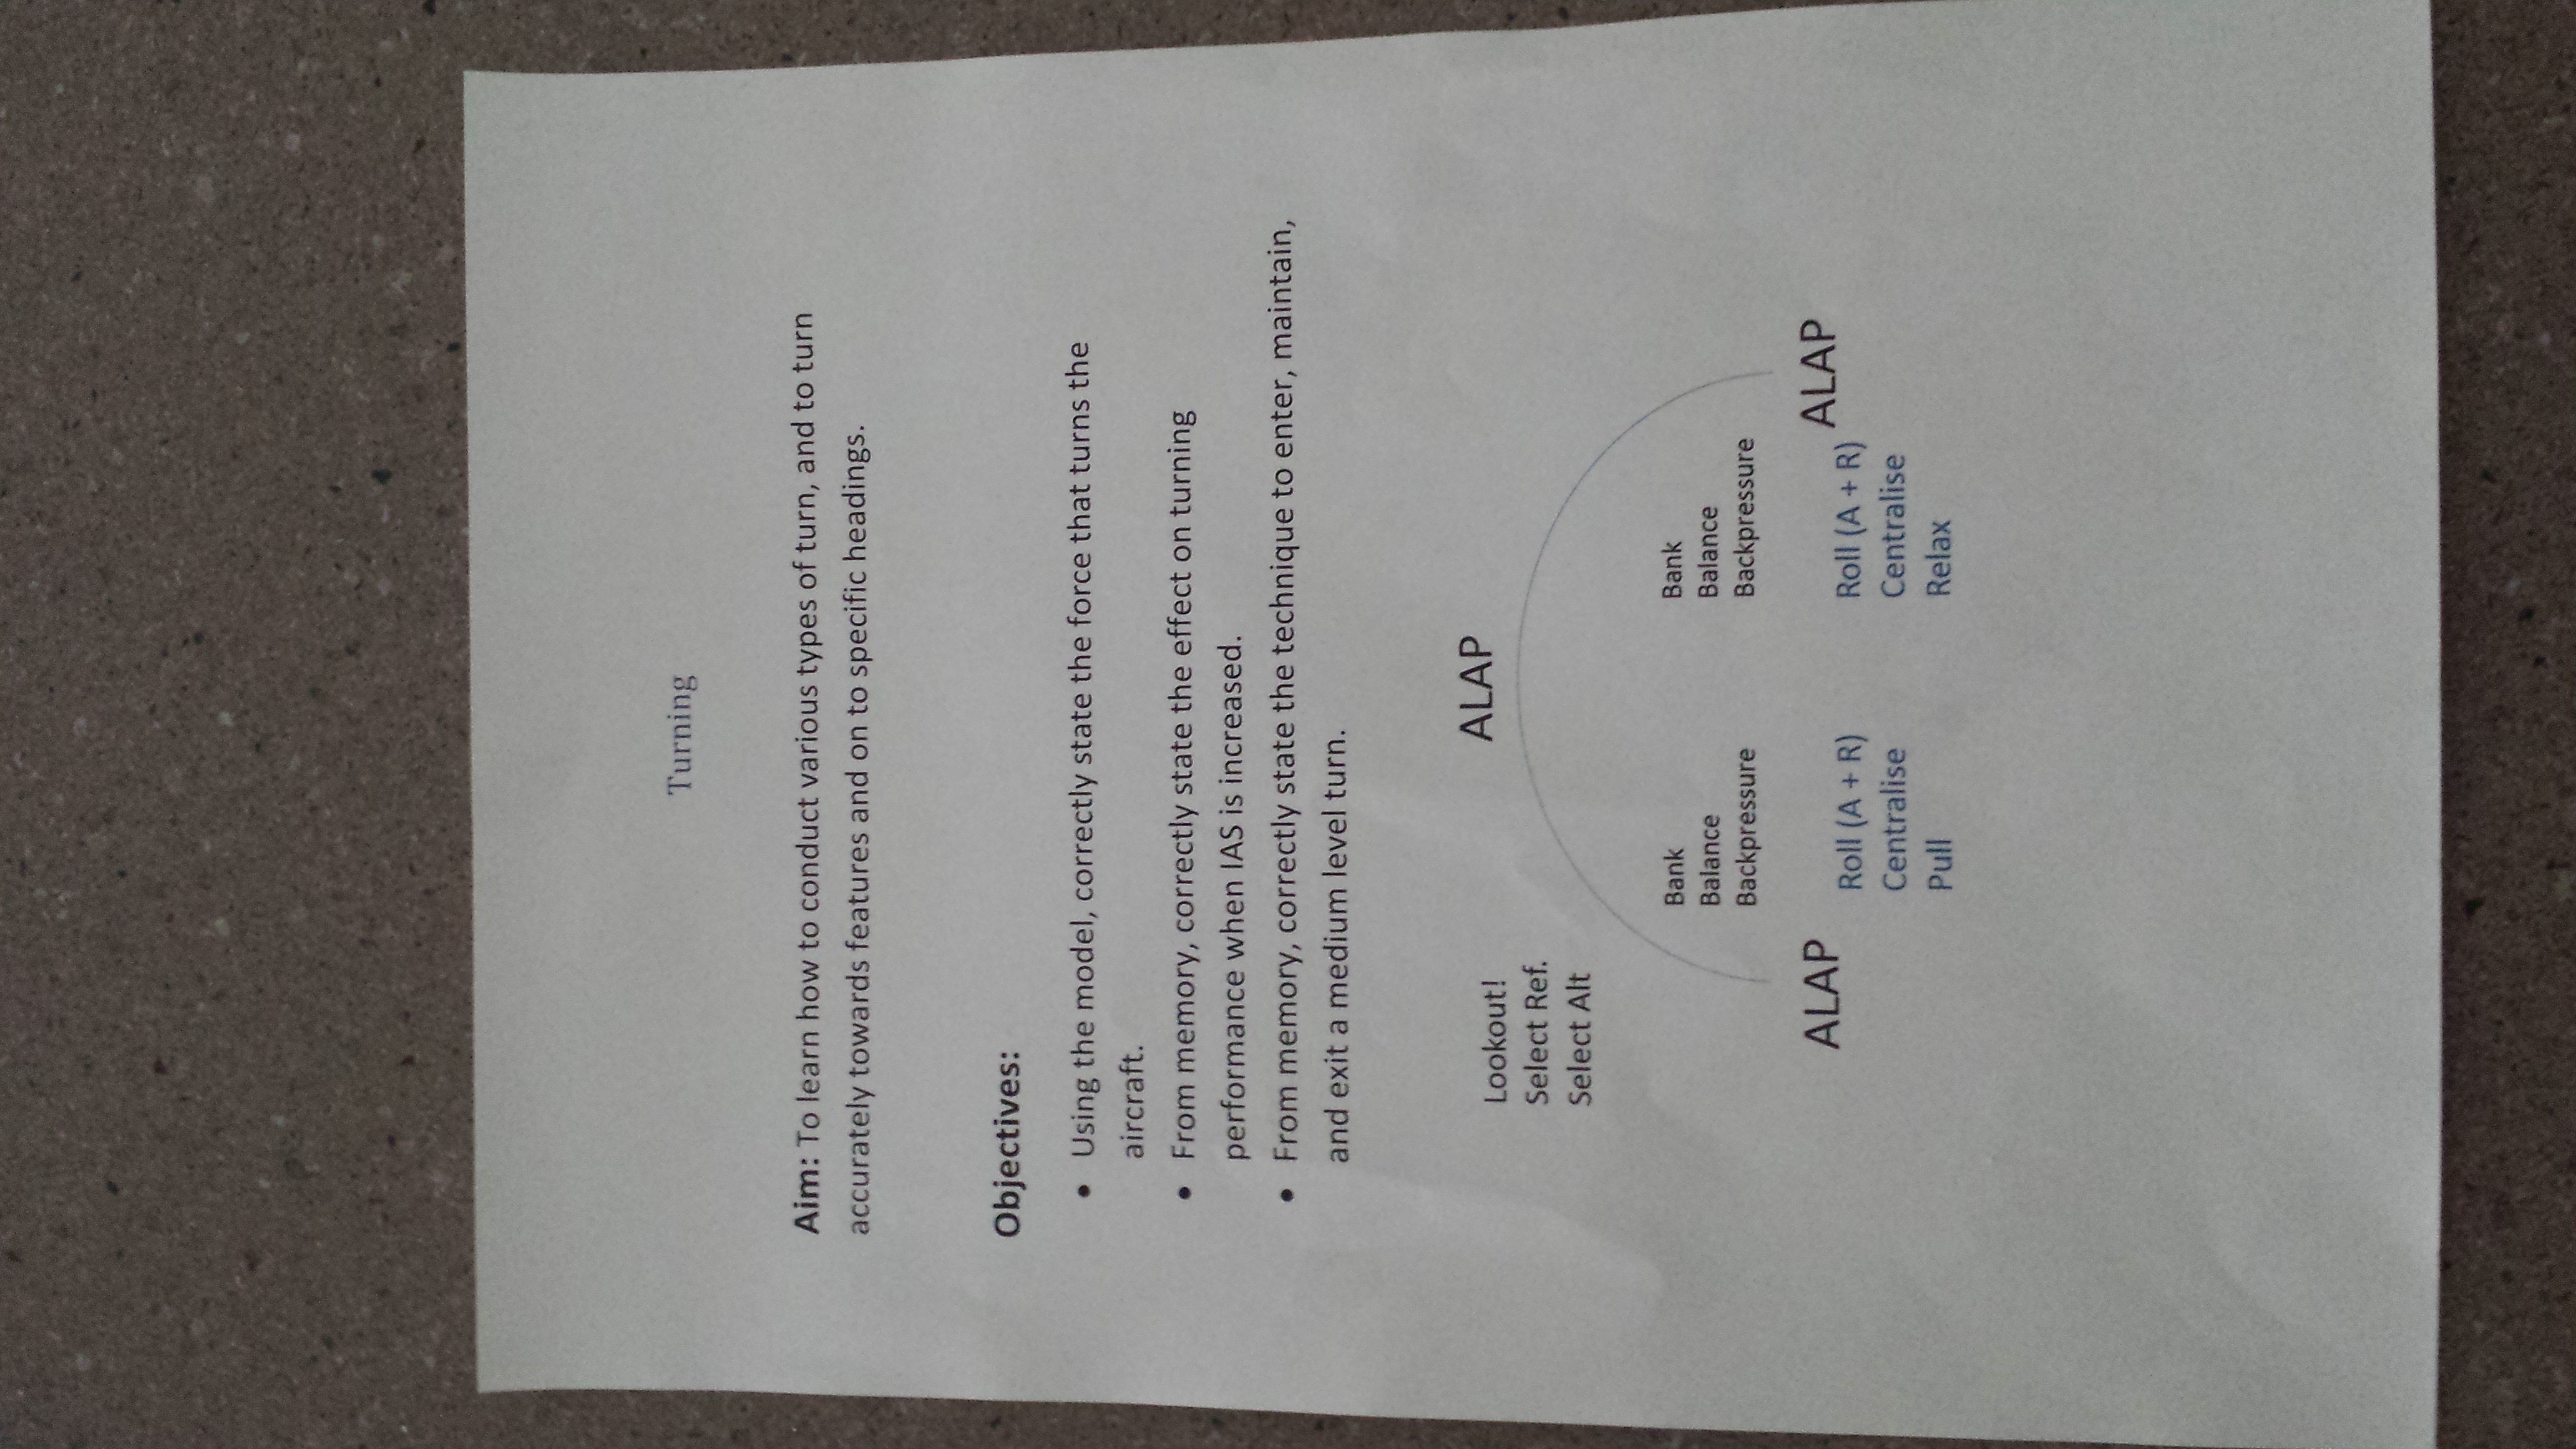 Turning
Aim: To learn how to conduct various types of turn, and to turn
accurately towards features and on to specific headings.
Objectives:
• Using the model, correctly state the force that turns the
aircraft.
• From memory, correctly state the effect on turning
performance when IAS is increased.
• From memory, correctly state the technique to enter, maintain,
and exit a medium level turn.
ALAP
Lookout!
Select Ref.
Select Alt
Bank
Balance
Backpressure
Bank
Balance
Backpressure
ALAP
ALAP
Roll (A + R)
Centralise
Pull
Roll (A + R)
Centralise
Relax